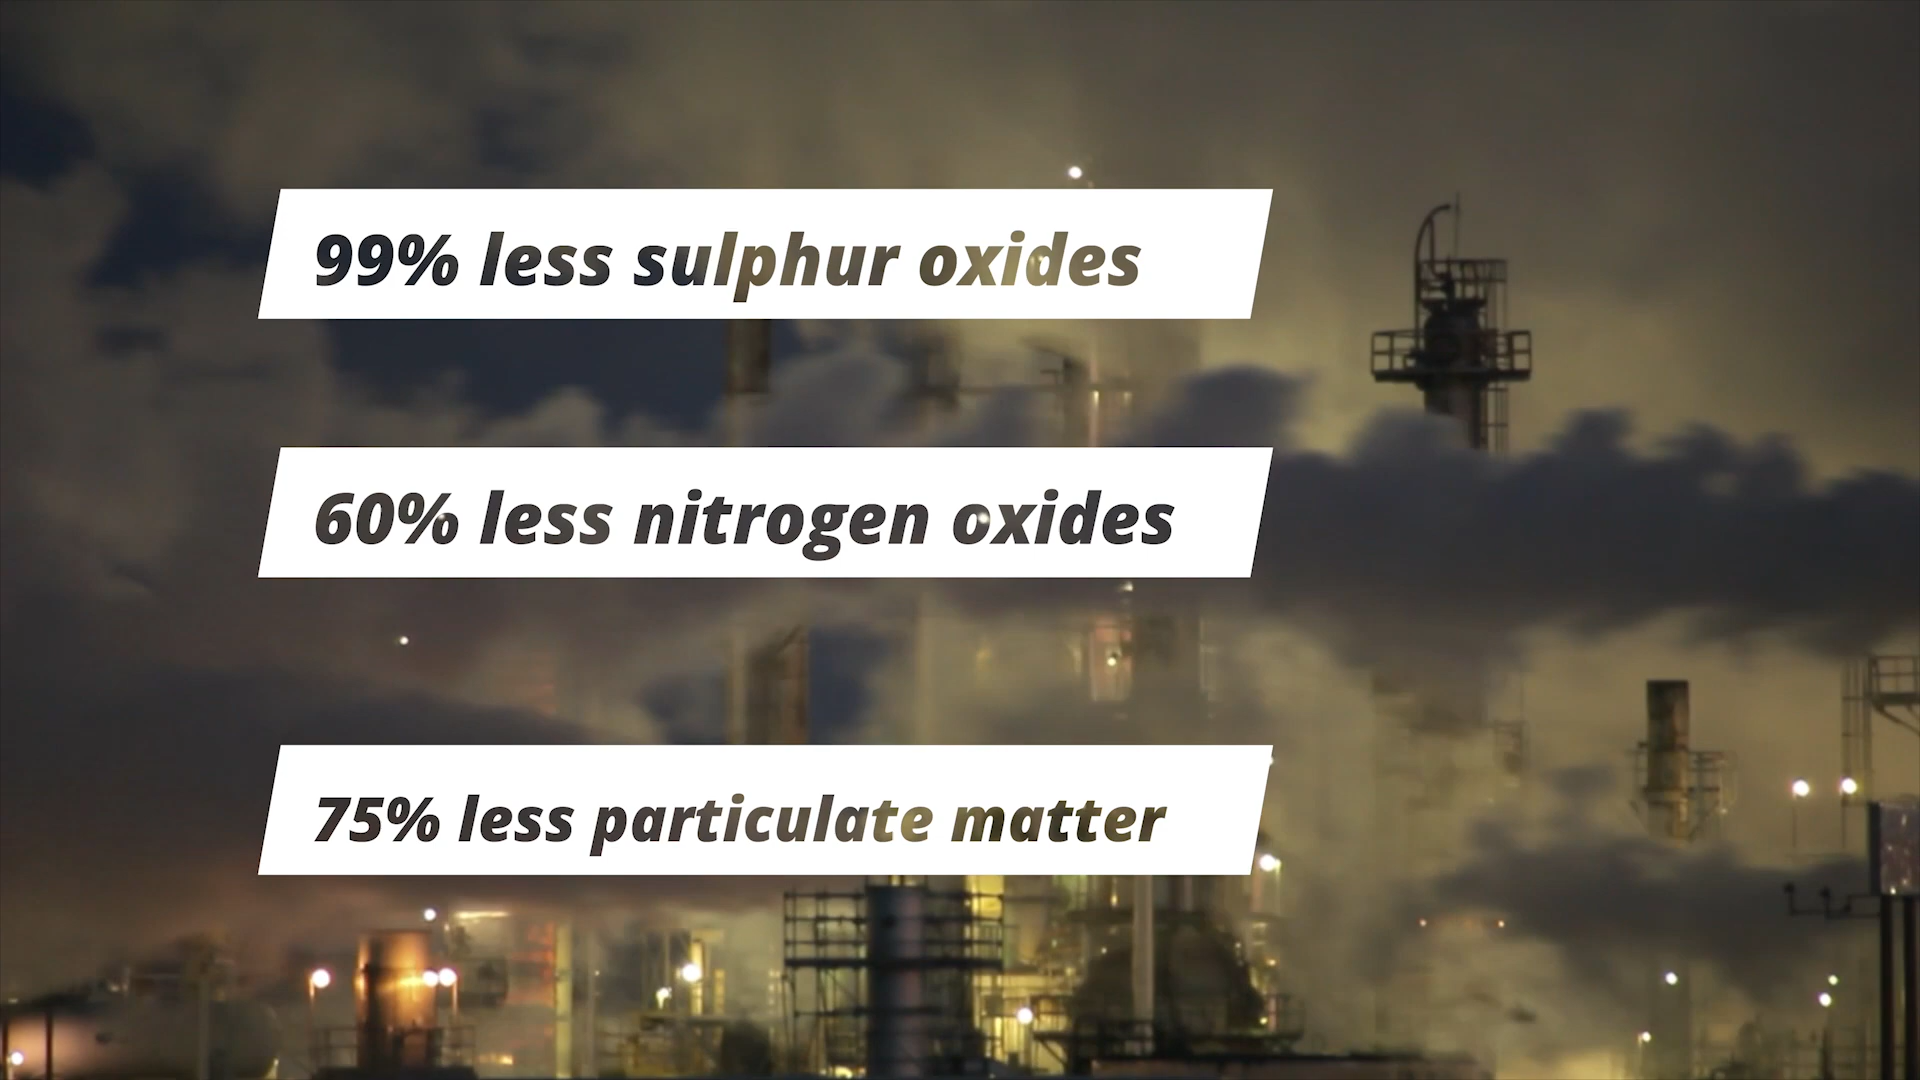 99% less sulphur oxides
60% less nitrogen oxides
75% less particulate matter